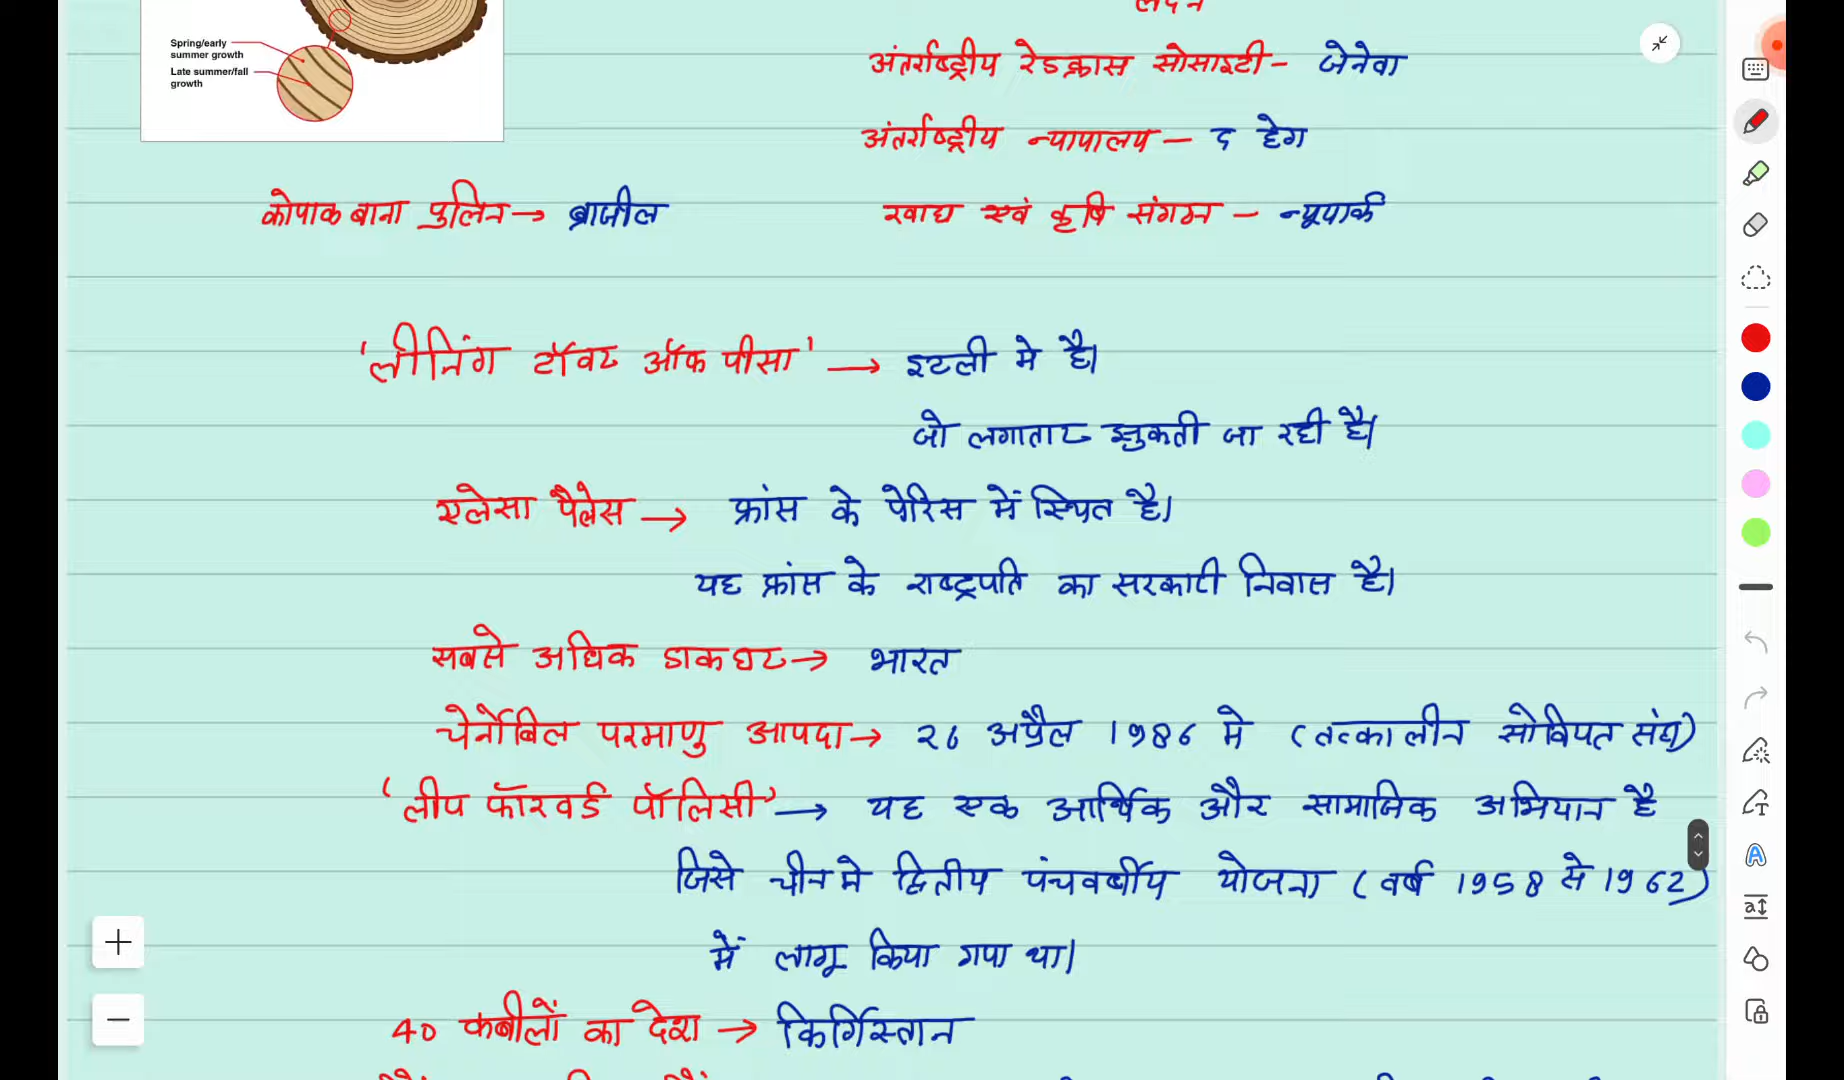 लंदन
Spring/early
summer growth
Late summer/fall
growth
अंतर्राष्ट्रीय रेडक्रास सोसाइटी - जेनेवा
अंतर्राष्ट्रीय न्यायालय - द हेग
कोपाक बाना पुलिन → ब्राजील
खाद्य एवं कृषि संगठन - न्यूयार्क
'लीनिंग टॉवर ऑफ पीसा' → इटली मे है।
जो लगातार झुकती जा रही है।
एलेसा पैलेस → फ्रांस के पेरिस में स्थित है।
यह फ्रांस के राष्ट्रपति का सरकारी निवास है।
सबसे अधिक डाकघर → भारत
चेर्नोबिल परमाणु आपदा → 26 अप्रैल 1986 मे (तत्कालीन सोवियत संघ)
'लीप फॉरवर्ड पॉलिसी' → यह एक आर्थिक और सामाजिक अभियान है
जिसे चीन मे द्वितीय पंचवर्षीय योजना (वर्ष 1958 से 1962)
में लागू किया गया था।
40 कबीलों का देश → किर्गिस्तान